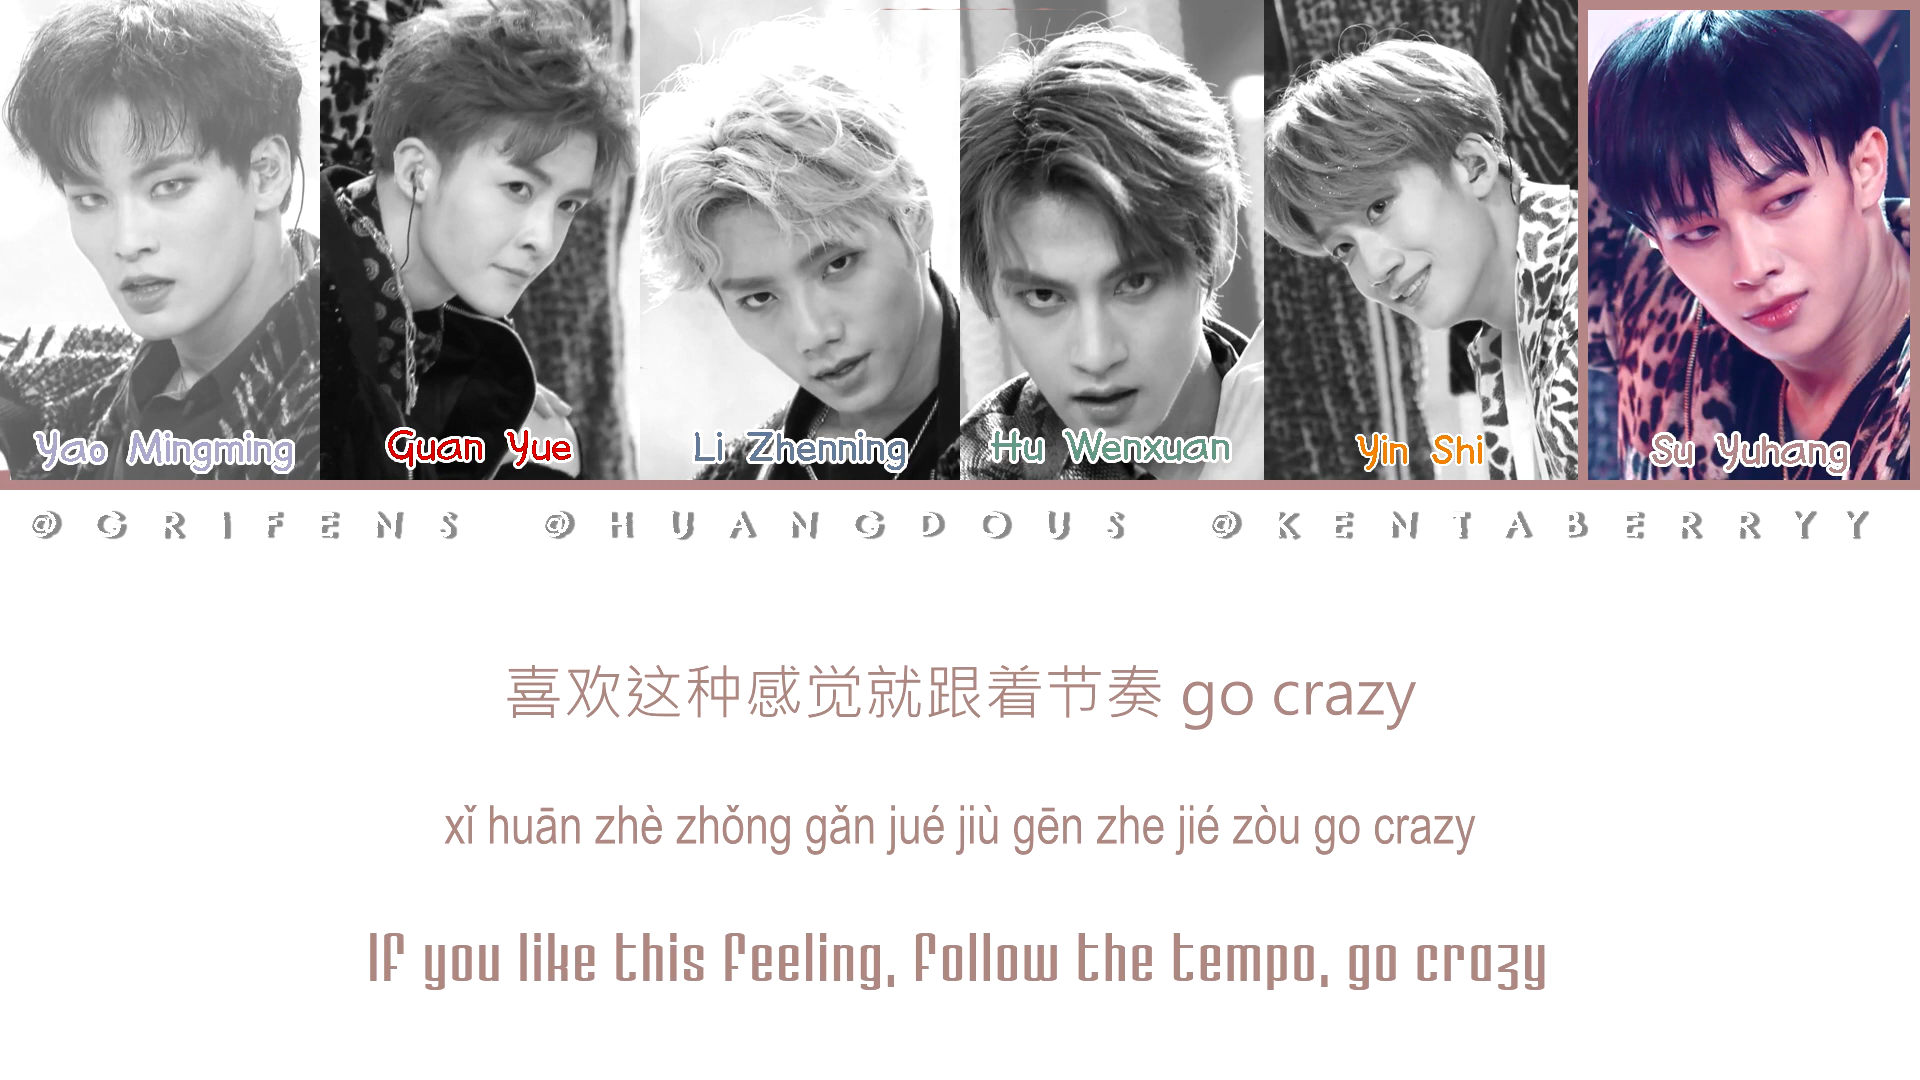 Yao Mingming Guan Yue Li Zhenning Hu Wenxuan Yin Shi Su Yuhang
@GRIFENS @HUANGDOUS @KENTABERRYY
喜欢这种感觉就跟着节奏 go crazy
xǐ huān zhè zhǒng gǎn jué jiù gēn zhe jié zòu go crazy
If you like this feeling, follow the tempo, go crazy